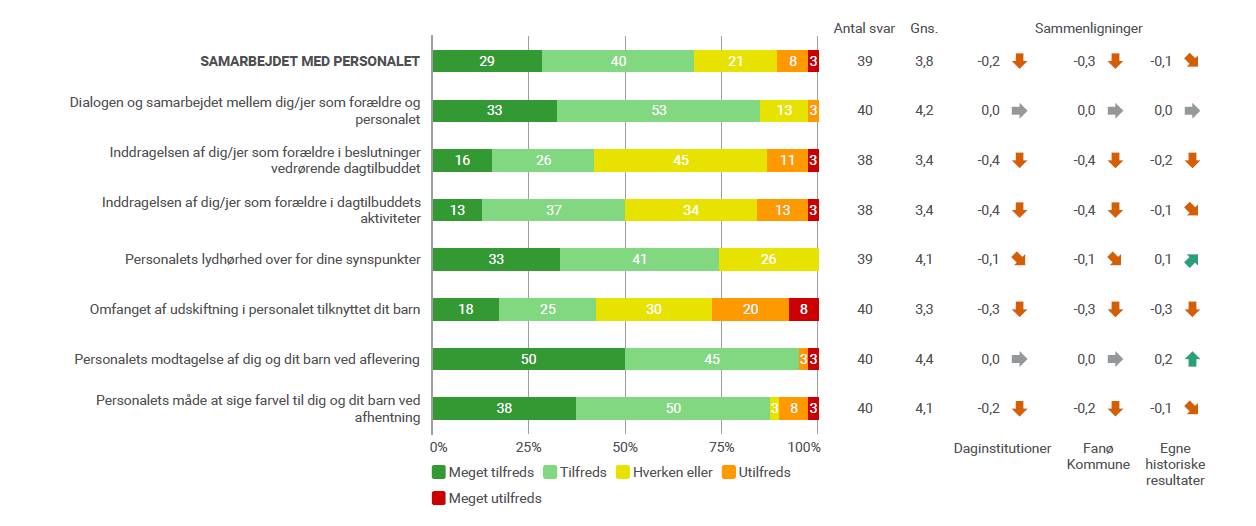 Antal svar Gns. Sammenligninger
SAMARBEJDET MED PERSONALET 29 40 21 8 3 39 3,8 -0,2 -0,3 -0,1
Dialogen og samarbejdet mellem dig/jer som forældre og
personalet 33 53 13 3 40 4,2 0,0 0,0 0,0
Inddragelsen af dig/jer som forældre i beslutninger
vedrørende dagtilbuddet 16 26 45 11 3 38 3,4 -0,4 -0,4 -0,2
Inddragelsen af dig/jer som forældre i dagtilbuddets
aktiviteter 13 37 34 13 3 38 3,4 -0,4 -0,4 -0,1
Personalets lydhørhed over for dine synspunkter 33 41 26 39 4,1 -0,1 -0,1 0,1
Omfanget af udskiftning i personalet tilknyttet dit barn 18 25 30 20 8 40 3,3 -0,3 -0,3 -0,3
Personalets modtagelse af dig og dit barn ved aflevering 50 45 3 3 40 4,4 0,0 0,0 0,2
Personalets måde at sige farvel til dig og dit barn ved
afhentning 38 50 3 8 3 40 4,1 -0,2 -0,2 -0,1
0% 25% 50% 75% 100%
Daginstitutioner Fanø Egne
Kommune historiske
resultater
Meget tilfreds Tilfreds Hverken eller Utilfreds
Meget utilfreds